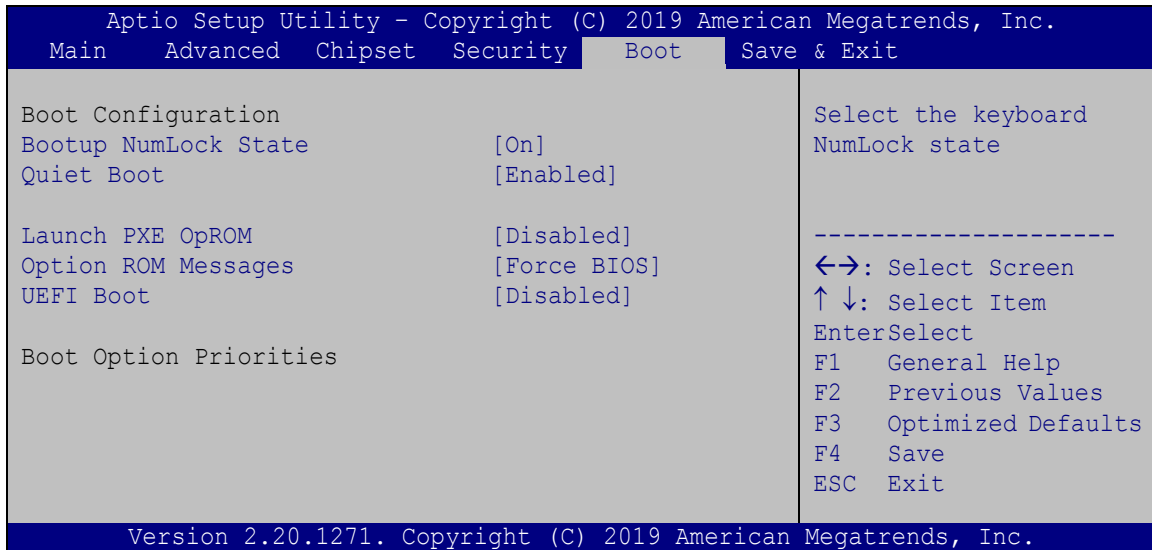 Aptio Setup Utility – Copyright (C) 2019 American Megatrends, Inc.
Main Advanced Chipset Security Boot Save & Exit
Boot Configuration
Bootup NumLock State [On]
Quiet Boot [Enabled]
Launch PXE OpROM [Disabled]
Option ROM Messages [Force BIOS]
UEFI Boot [Disabled]
Boot Option Priorities
Select the keyboard
NumLock state
---------------------
←→: Select Screen
↑ ↓: Select Item
EnterSelect
F1 General Help
F2 Previous Values
F3 Optimized Defaults
F4 Save
ESC Exit
Version 2.20.1271. Copyright (C) 2019 American Megatrends, Inc.